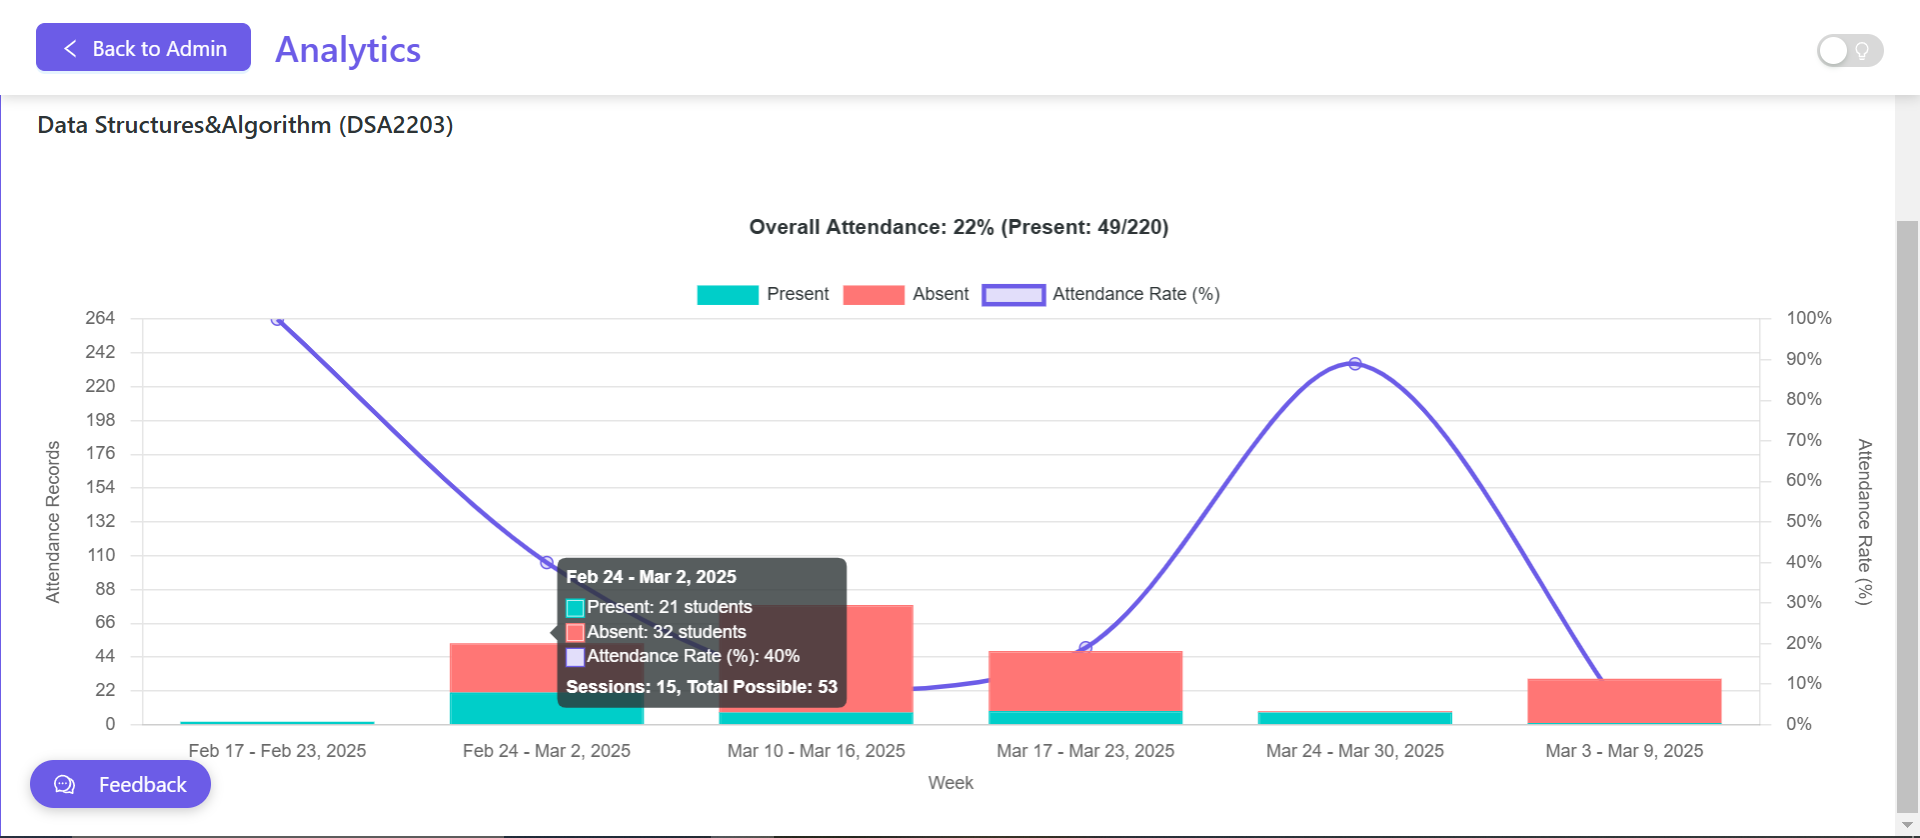 Back to Admin
Analytics
Data Structures&Algorithm (DSA2203)
Overall Attendance: 22% (Present: 49/220)
Present
Absent
Attendance Rate (%)
264
242
220
198
176
154
132
110
88
66
44
22
0
Attendance Records
100%
90%
80%
70%
60%
50%
40%
30%
20%
10%
0%
Attendance Rate (%)
Feb 24 - Mar 2, 2025
Present: 21 students
Absent: 32 students
Attendance Rate (%): 40%
Sessions: 15, Total Possible: 53
Feb 17 - Feb 23, 2025
Feb 24 - Mar 2, 2025
Mar 10 - Mar 16, 2025
Mar 17 - Mar 23, 2025
Mar 24 - Mar 30, 2025
Mar 3 - Mar 9, 2025
Week
Feedback